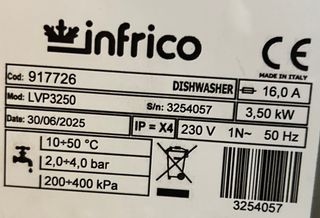 infrico
CE
MADE IN ITALY
Cod: 917726 DISHWASHER 16,0 A
Mod: LVP3250 S/n: 3254057 3,50 kW
Data: 30/06/2025 IP = X4 230 V 1N~ 50 Hz
10÷50 °C
2,0÷4,0 bar
200÷400 kPa
3254057